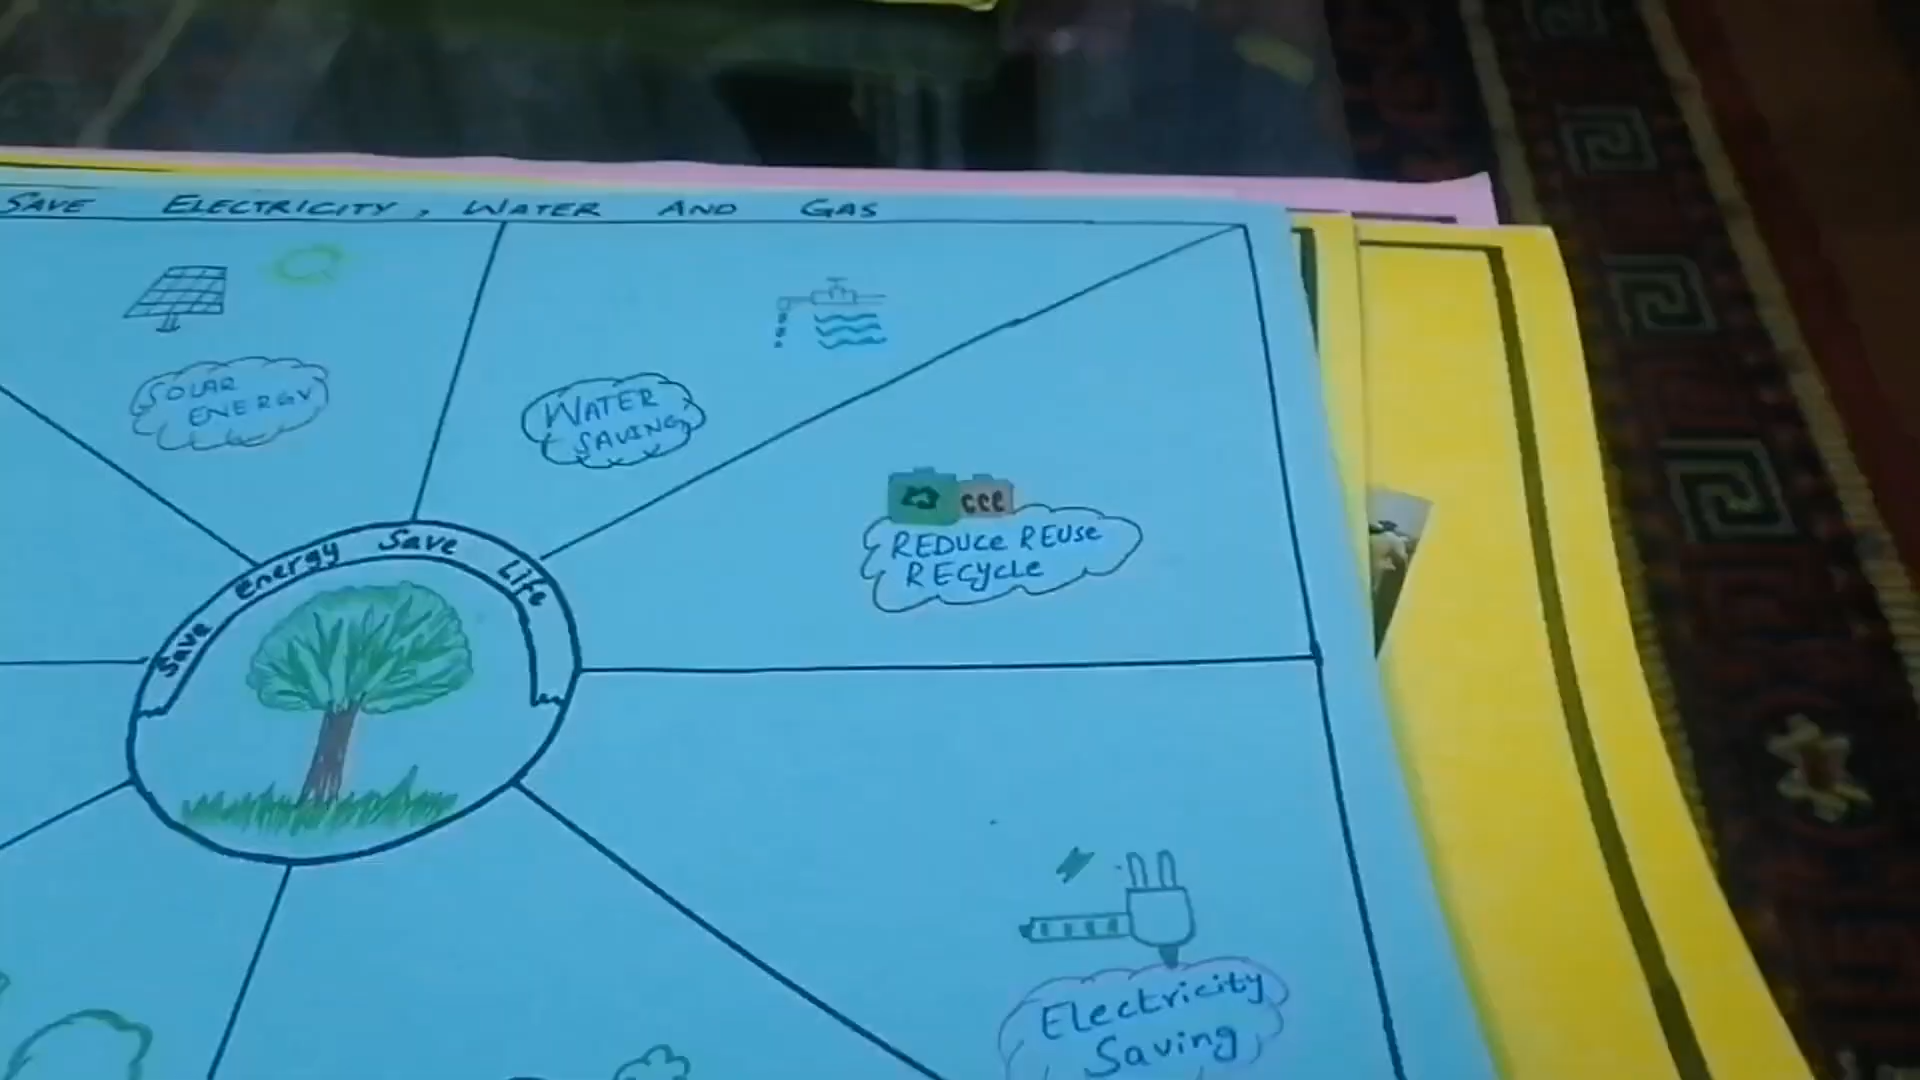 SAVE ELECTRICITY, WATER AND GAS
SOLAR
ENERGY
WATER
SAVING
REDUCE REUSE
RECYCLE
Save energy Save Life
Electricity
Saving